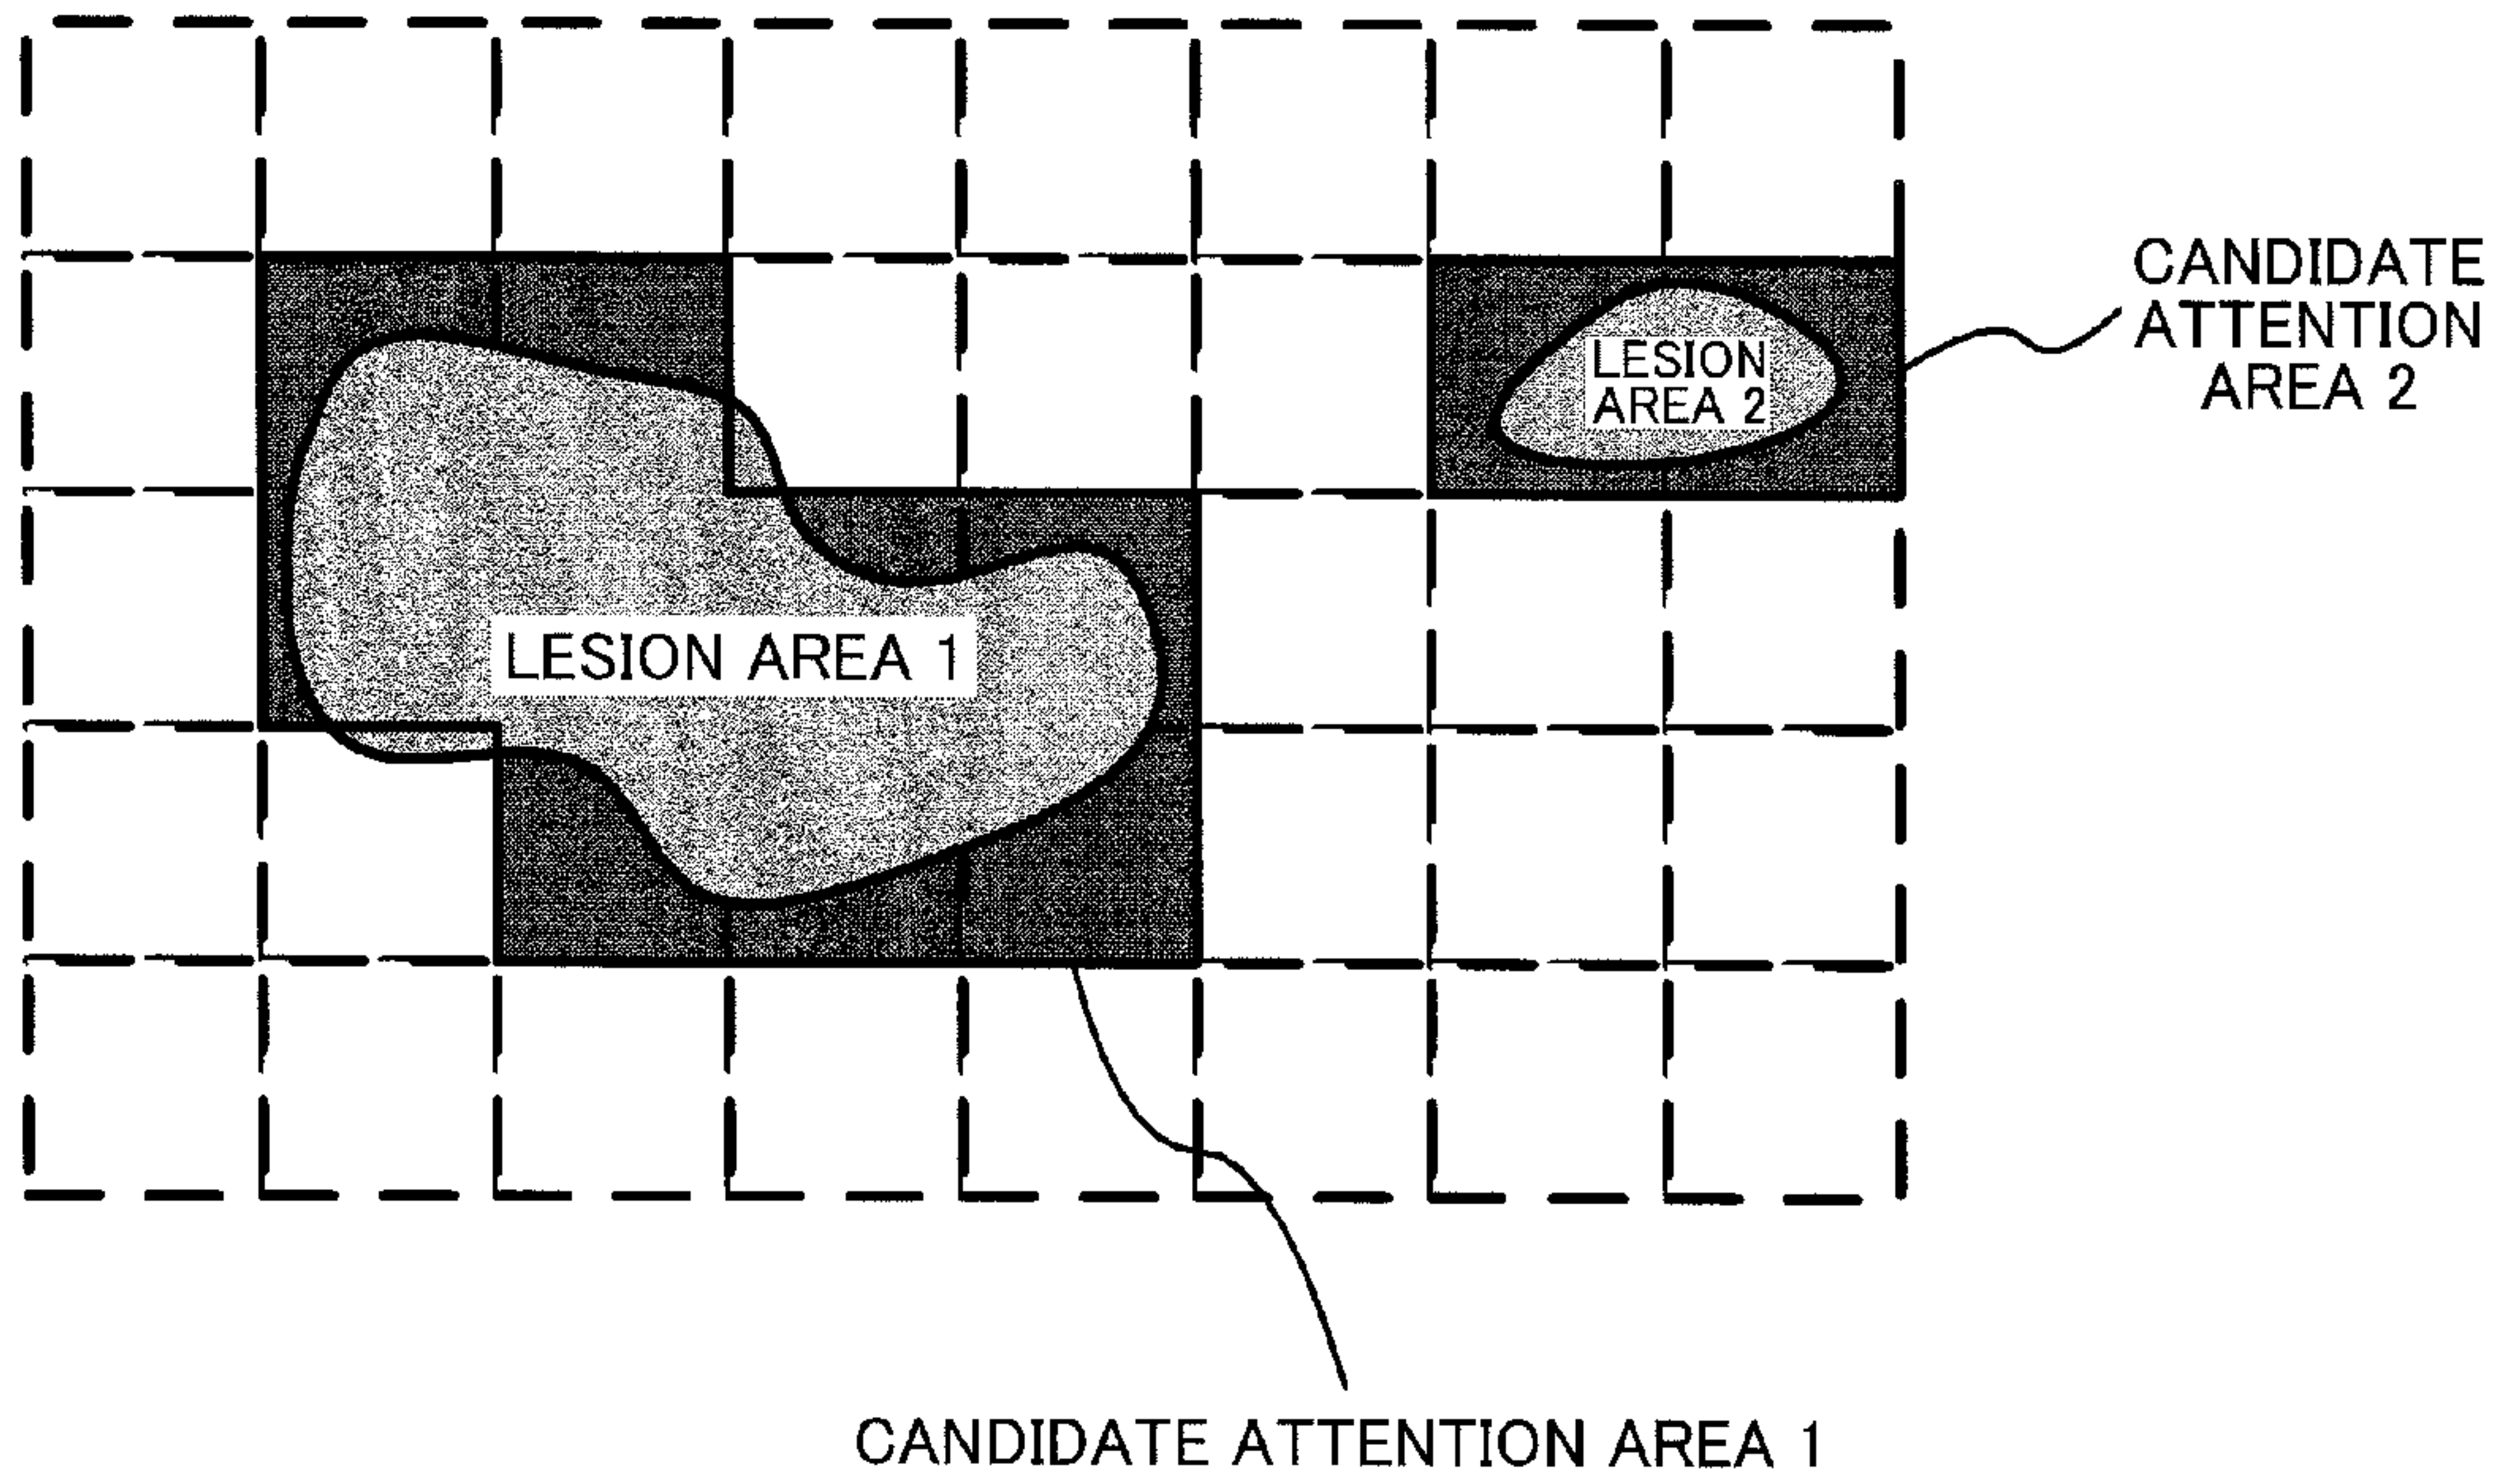 CANDIDATE
ATTENTION
AREA 2
LESION
AREA 2
LESION AREA 1
CANDIDATE ATTENTION AREA 1